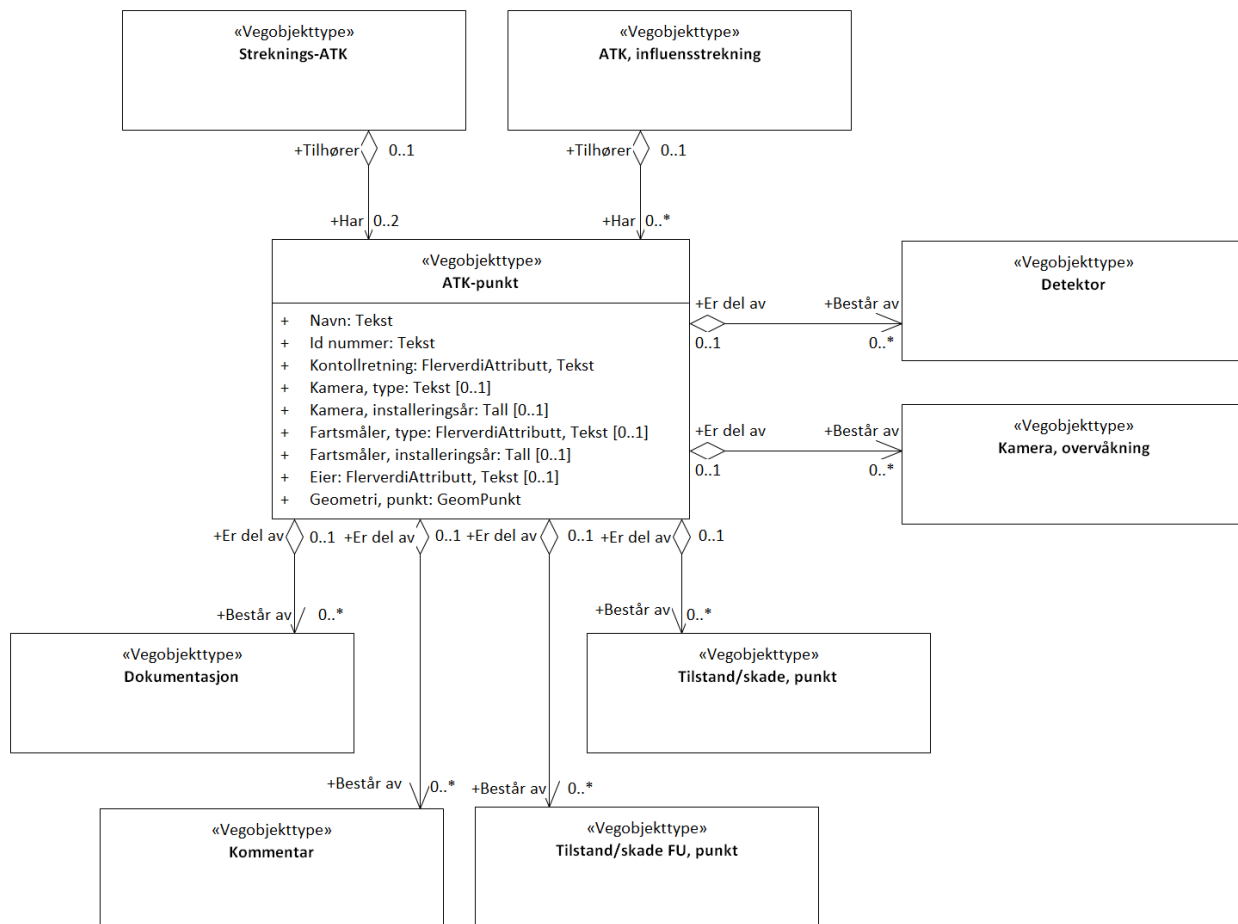 «Vegobjekttype»
Streknings-ATK
«Vegobjekttype»
ATK, influensstrekning
+Tilhører
0..1
+Tilhører
0..1
+Har
0..2
+Har
0..*
«Vegobjekttype»
ATK-punkt
+ Navn: Tekst
+ Id nummer: Tekst
+ Kontollretning: FlerverdiAttributt, Tekst
+ Kamera, type: Tekst [0..1]
+ Kamera, installeringsår: Tall [0..1]
+ Fartsmåler, type: FlerverdiAttributt, Tekst [0..1]
+ Fartsmåler, installeringsår: Tall [0..1]
+ Eier: FlerverdiAttributt, Tekst [0..1]
+ Geometri, punkt: GeomPunkt
+Er del av
0..1
+Består av
0..*
«Vegobjekttype»
Detektor
+Er del av
0..1
+Består av
0..*
«Vegobjekttype»
Kamera, overvåkning
+Er del av
0..1
+Er del av
0..1
+Er del av
0..1
+Er del av
0..1
+Består av
0..*
+Består av
0..*
«Vegobjekttype»
Dokumentasjon
«Vegobjekttype»
Tilstand/skade, punkt
+Består av
0..*
+Består av
0..*
«Vegobjekttype»
Kommentar
«Vegobjekttype»
Tilstand/skade FU, punkt